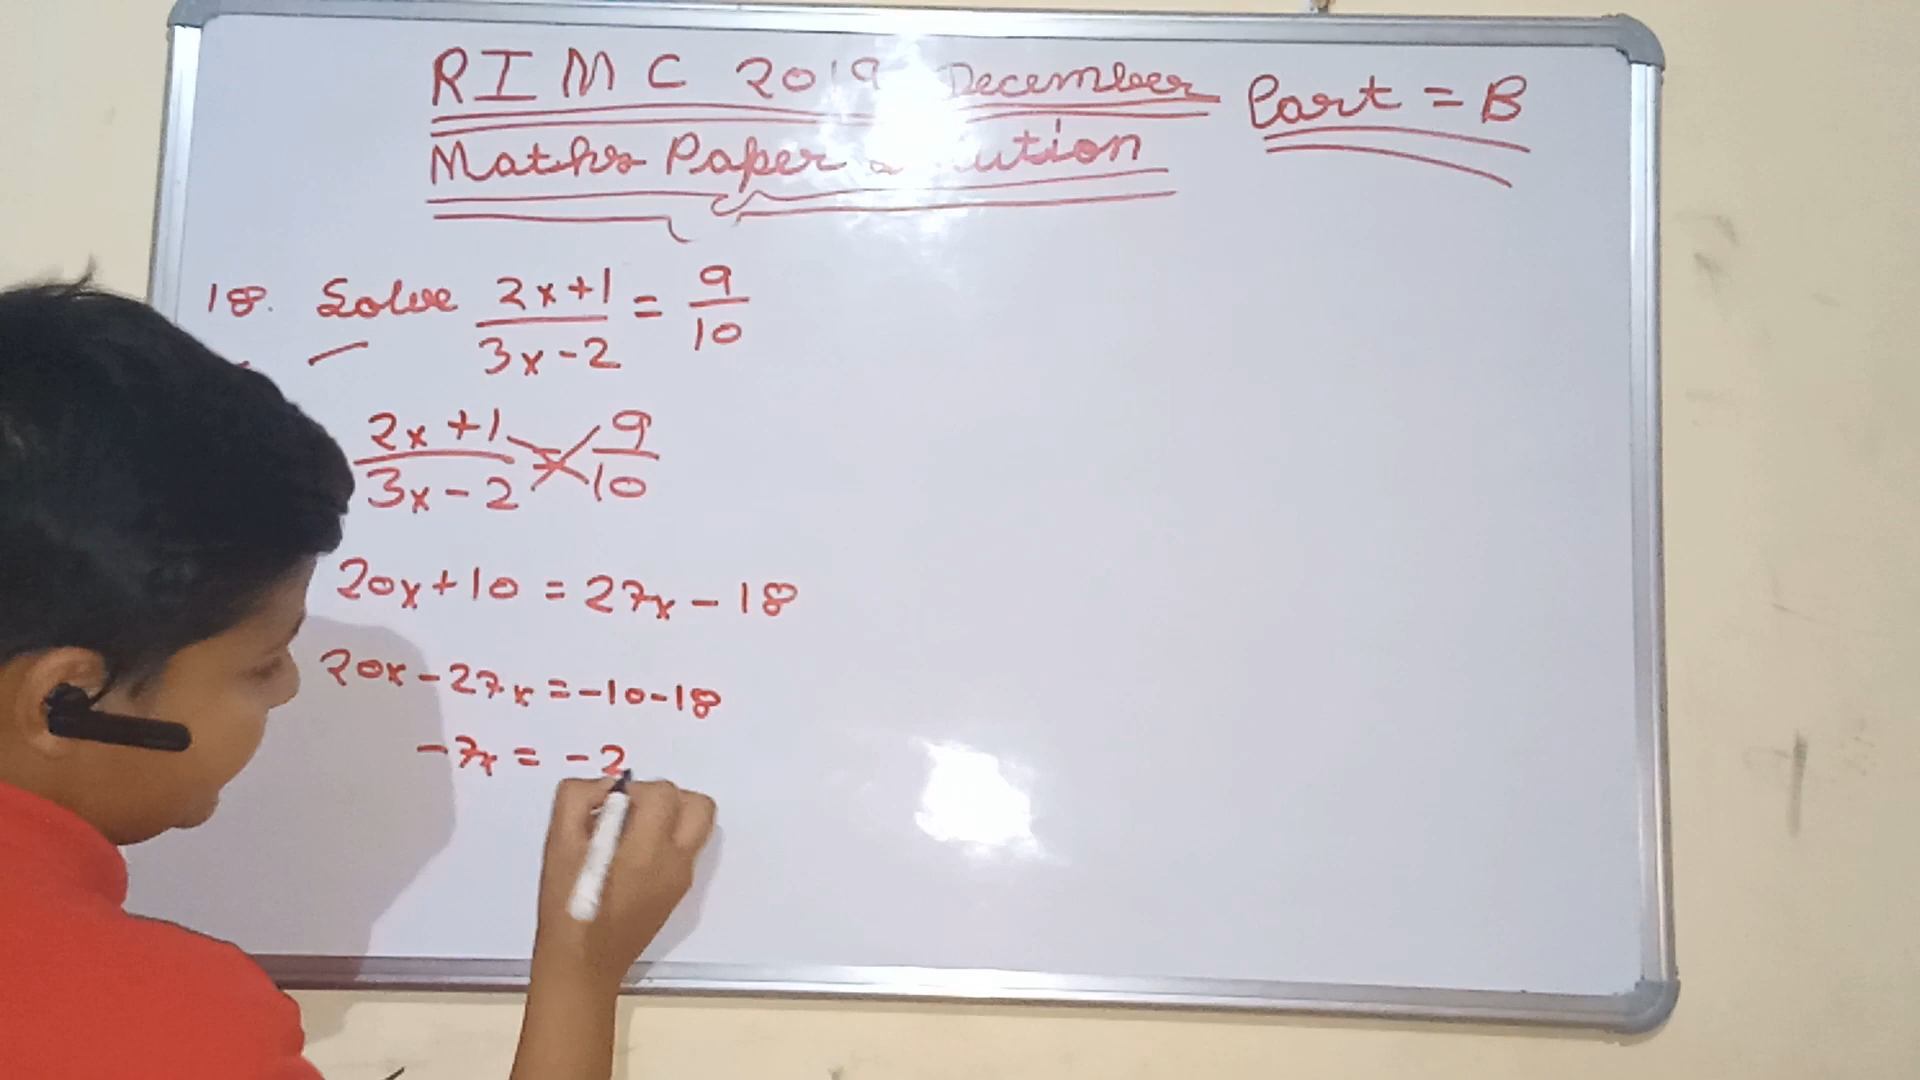 RIMC 2019 December Part = B
Maths Paper ution
18. Solve 2x+1/3x-2 = 9/10
2x+1/3x-2 = 9/10
20x+10 = 27x-18
20x-27x=-10-18
-7x = -2